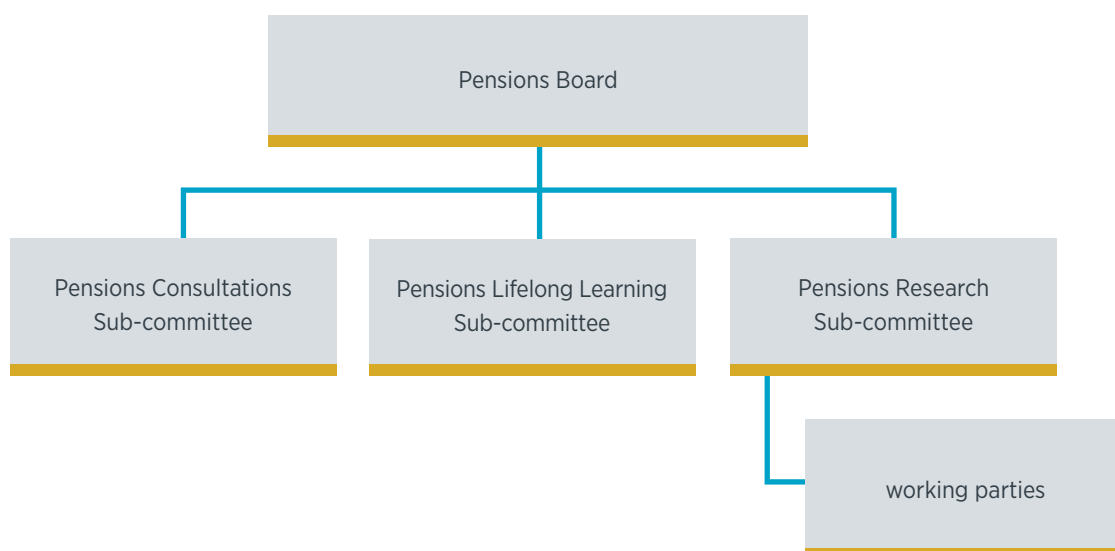 Pensions Board
Pensions Consultations
Sub-committee
Pensions Lifelong Learning
Sub-committee
Pensions Research
Sub-committee
working parties